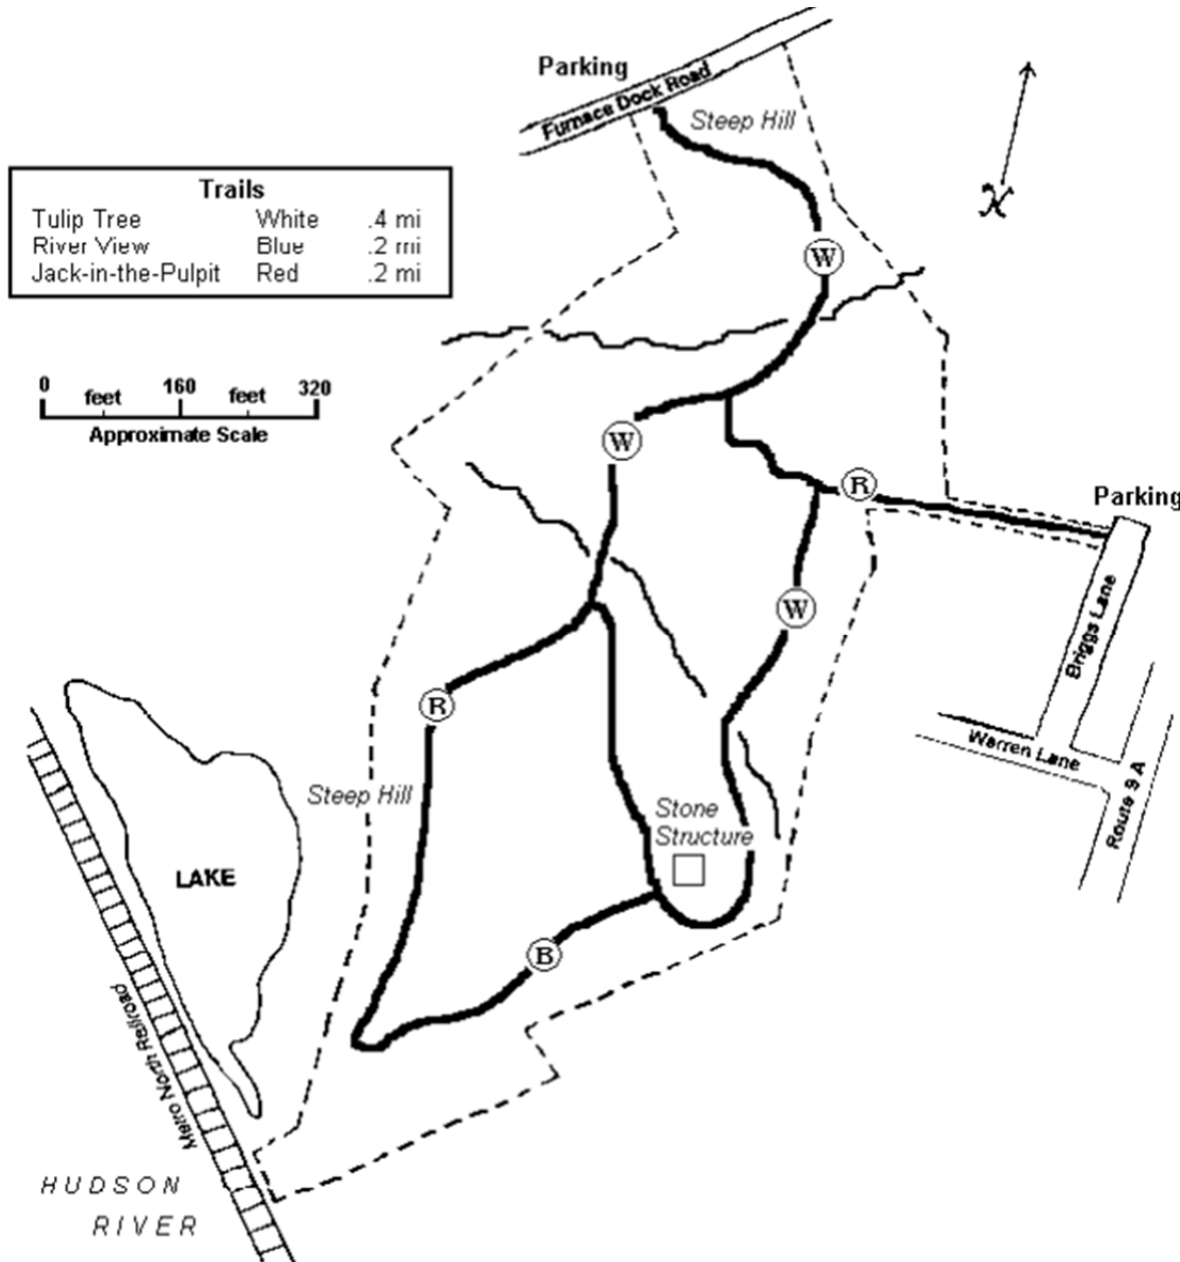 Parking
Furnace Dock Road
Steep Hill
Trails
Tulip Tree White .4 mi
River View Blue .2 mi
Jack-in-the-Pulpit Red .2 mi
N
W
0 160 320
feet feet
Approximate Scale
W
R
Parking
W
Briggs Lane
R
Warren Lane
Route 9 A
Steep Hill
Stone
Structure
LAKE
B
Metro North Railroad
HUDSON
RIVER